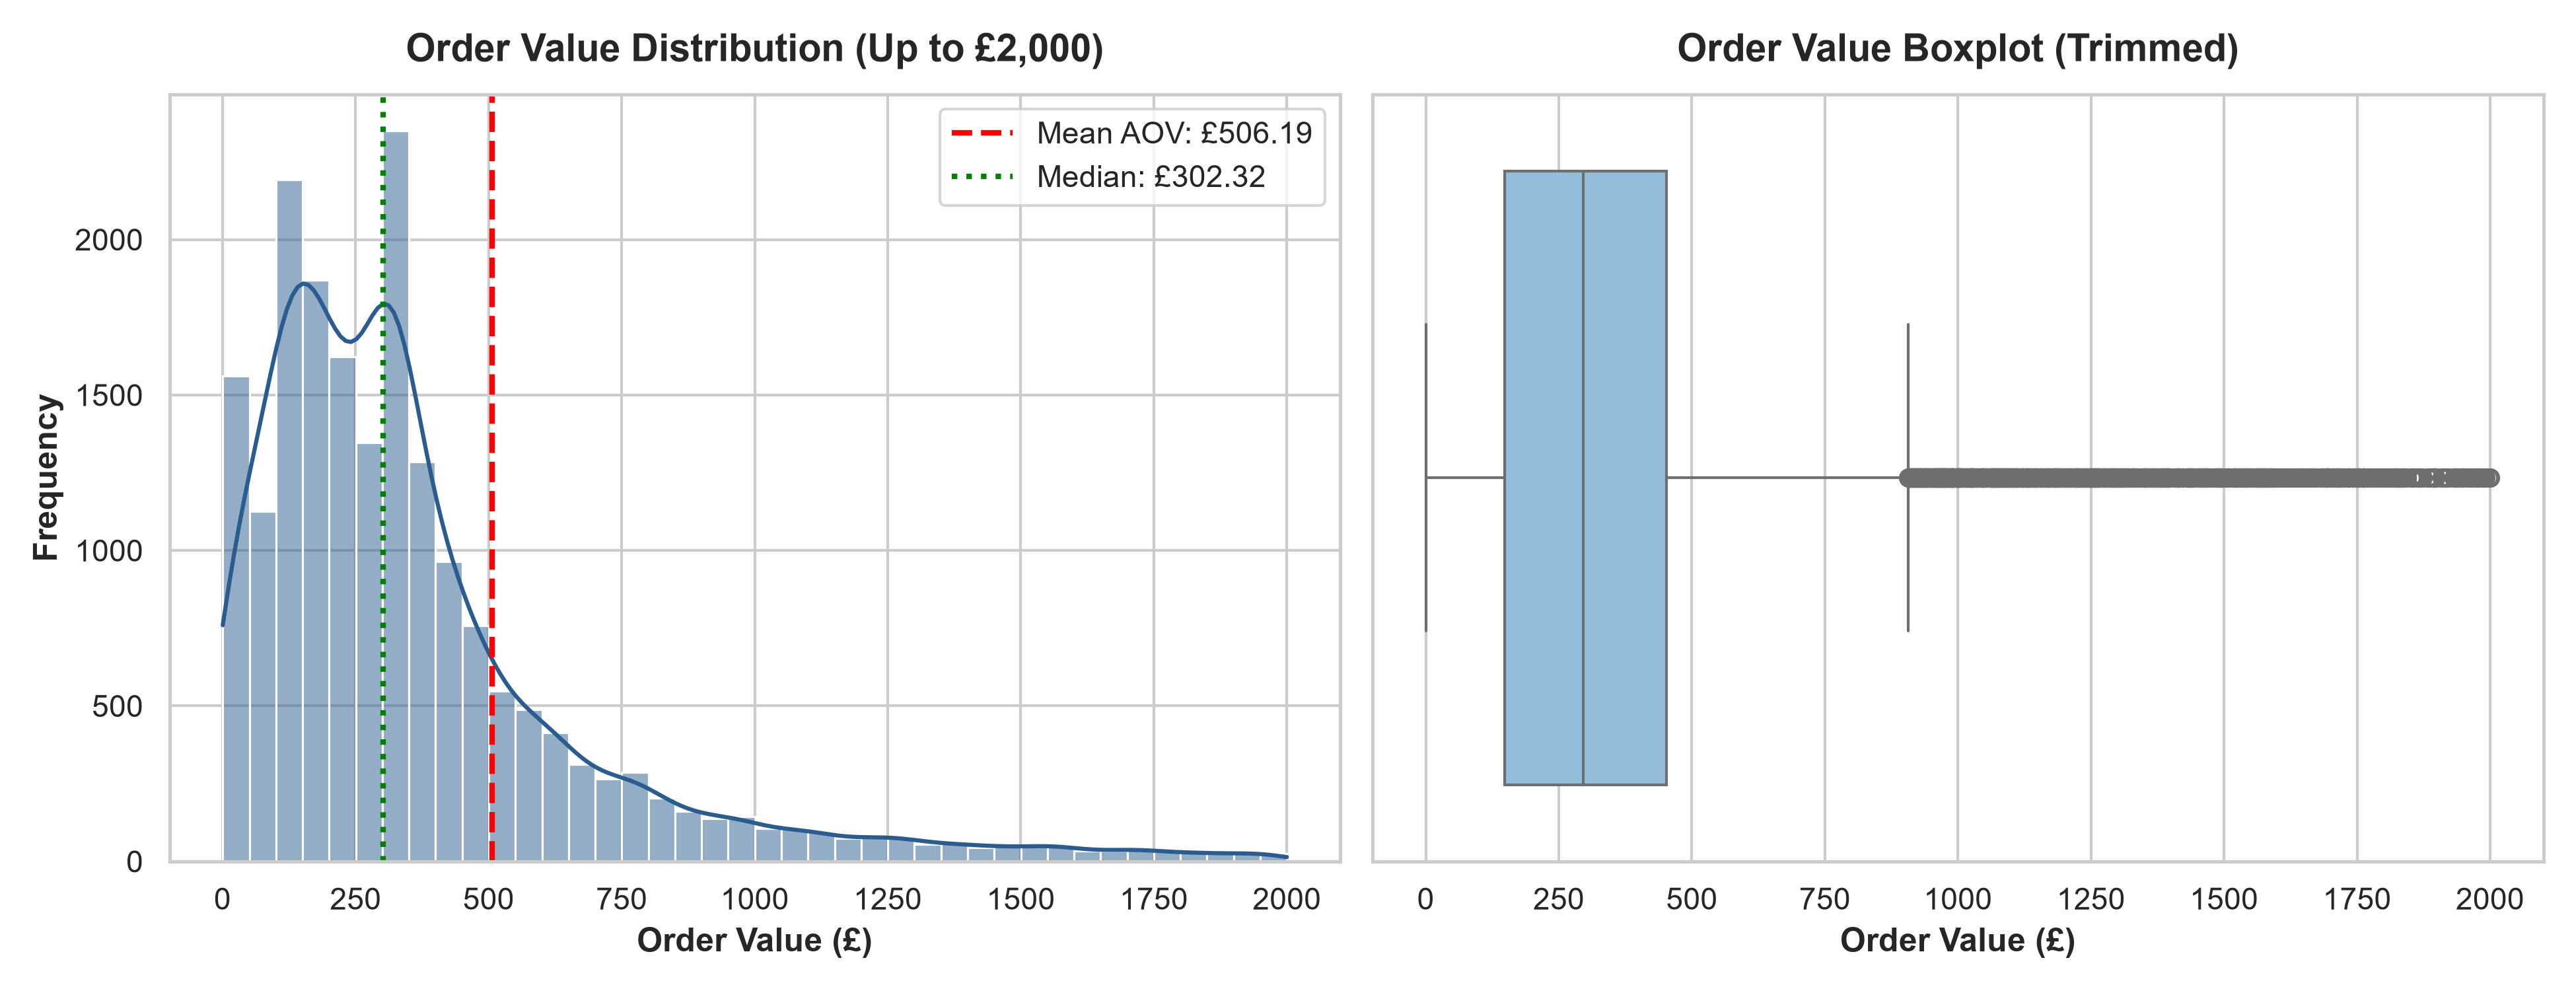 Order Value Distribution (Up to £2,000)
Mean AOV: £506.19
Median: £302.32
Frequency
2000
1500
1000
500
0
0 250 500 750 1000 1250 1500 1750 2000
Order Value (£)
Order Value Boxplot (Trimmed)
0 250 500 750 1000 1250 1500 1750 2000
Order Value (£)